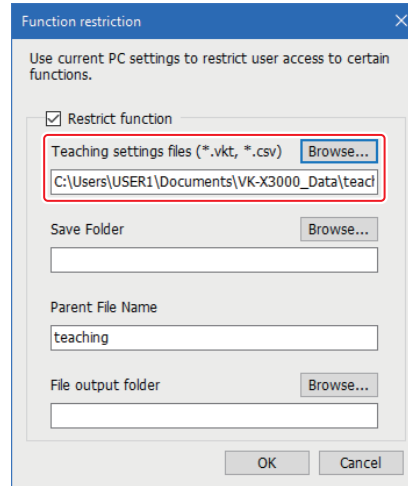 Function restriction
Use current PC settings to restrict user access to certain
functions.
Restrict function
Teaching settings files (*.vkt, *.csv) Browse...
C:\Users\USER1\Documents\VK-X3000_Data\teach
Save Folder Browse...
Parent File Name
teaching
File output folder Browse...
OK Cancel